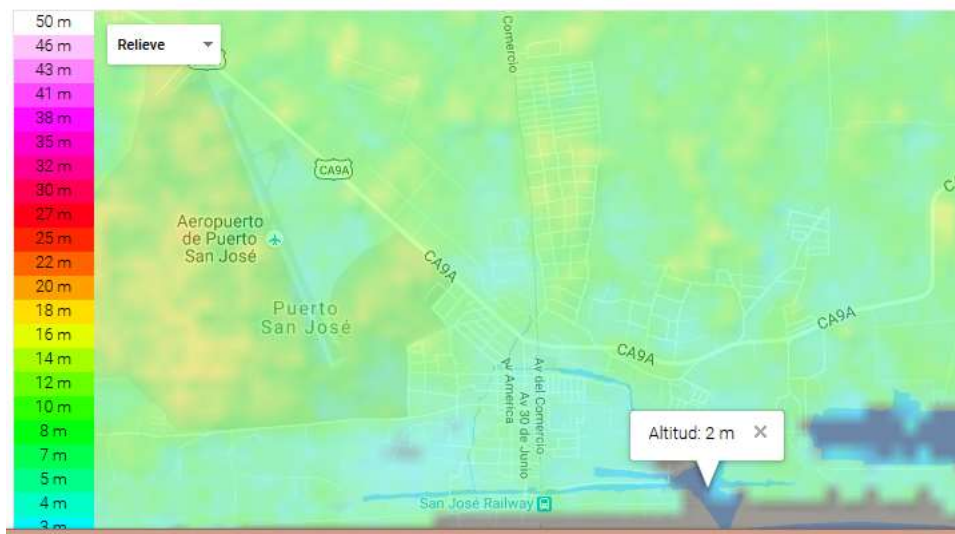 50 m
46 m
43 m
41 m
38 m
35 m
32 m
30 m
27 m
25 m
22 m
20 m
18 m
16 m
14 m
12 m
10 m
8 m
7 m
5 m
4 m
3 m
Relieve
Comercio
CA9A
Aeropuerto
de Puerto
San José
CA9A
Puerto
San José
CA9A
CA9A
Av America
Av 30 de Junio
Av del Comercio
Altitud: 2 m
San José Railway